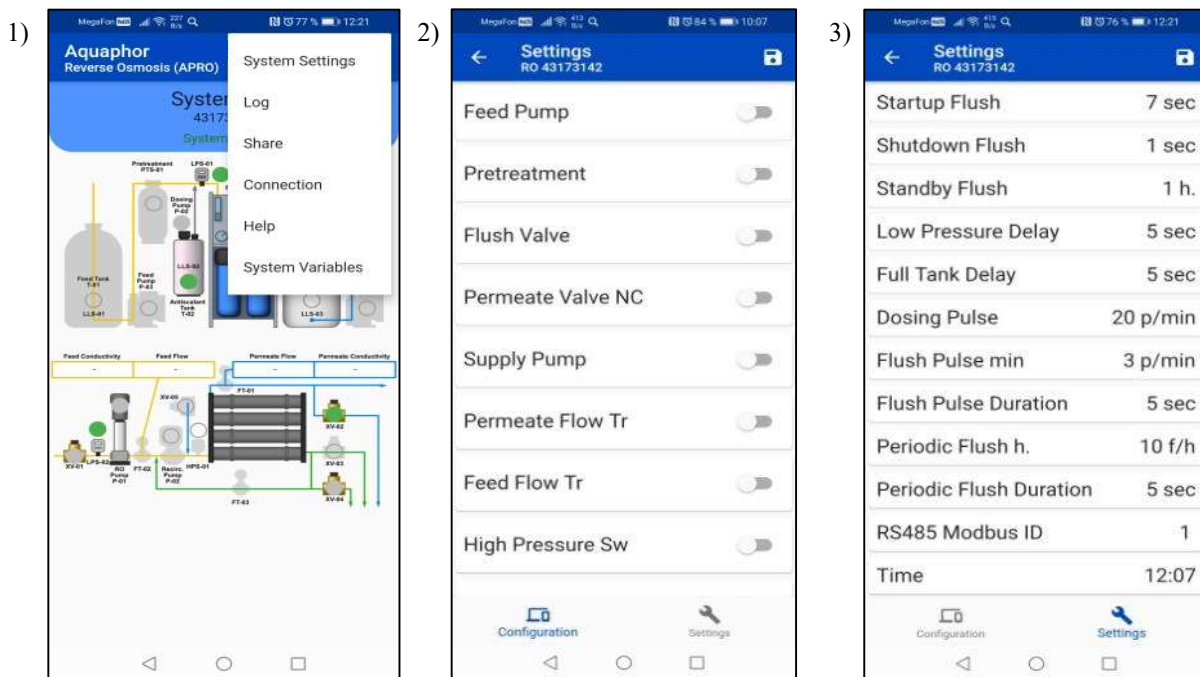 1)
MegaFon 227 B/s 77 % 12:21
Aquaphor
Reverse Osmosis (APRO)
System Settings
Log
Share
Connection
Help
System Variables
Syste
4317
System
Pretreatment
PTS-01
LPS-01
Dosing
Pump
P-02
LLS-02
Feed Tank
T-01
Feed
Pump
P-03
Antiscalant
Tank
T-02
LLS-01
LLS-03
Feed Conductivity Feed Flow Permeate Flow Permeate Conductivity
- - - -
FT-01
XV-05
XV-02
XV-01 LPS-02 RO
Pump
P-01
FT-02 Recirc.
Pump
P-02
HPS-01
XV-03
FT-03
XV-04
2)
MegaFon 413 B/s 84 % 10:07
Settings
RO 43173142
Feed Pump
Pretreatment
Flush Valve
Permeate Valve NC
Supply Pump
Permeate Flow Tr
Feed Flow Tr
High Pressure Sw
Configuration Settings
3)
MegaFon 415 B/s 76 % 12:21
Settings
RO 43173142
Startup Flush 7 sec
Shutdown Flush 1 sec
Standby Flush 1 h.
Low Pressure Delay 5 sec
Full Tank Delay 5 sec
Dosing Pulse 20 p/min
Flush Pulse min 3 p/min
Flush Pulse Duration 5 sec
Periodic Flush h. 10 f/h
Periodic Flush Duration 5 sec
RS485 Modbus ID 1
Time 12:07
Configuration Settings